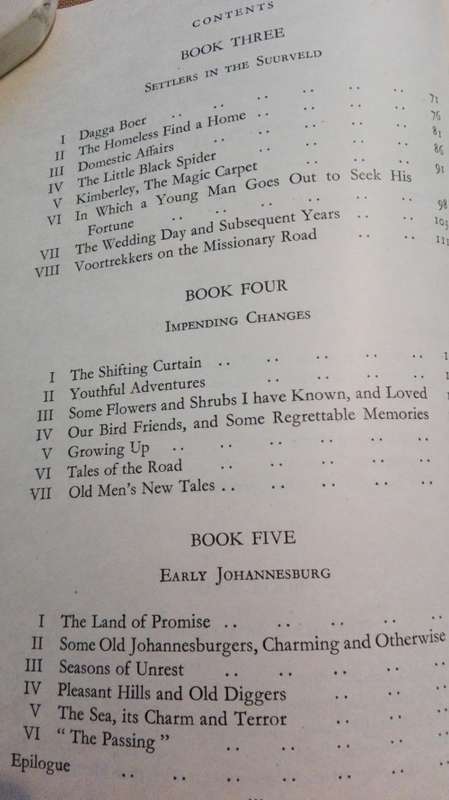 CONTENTS
BOOK THREE
SETTLERS IN THE SUURVELD
I Dagga Boer .. .. .. .. .. 71
II The Homeless Find a Home .. .. .. .. 76
III Domestic Affairs .. .. .. .. .. 81
IV The Little Black Spider .. .. .. .. 86
V Kimberley, The Magic Carpet .. .. .. 91
VI In Which a Young Man Goes Out to Seek His
Fortune .. .. .. .. .. 98
VII The Wedding Day and Subsequent Years .. .. 103
VIII Voortrekkers on the Missionary Road .. .. 111
BOOK FOUR
IMPENDING CHANGES
I The Shifting Curtain .. .. .. .. ..
II Youthful Adventures .. .. .. ..
III Some Flowers and Shrubs I have Known, and Loved
IV Our Bird Friends, and Some Regrettable Memories
V Growing Up .. .. .. .. .. ..
VI Tales of the Road .. .. .. .. ..
VII Old Men's New Tales .. .. .. .. ..
BOOK FIVE
EARLY JOHANNESBURG
I The Land of Promise .. .. .. .. ..
II Some Old Johannesburgers, Charming and Otherwise
III Seasons of Unrest .. .. .. .. ..
IV Pleasant Hills and Old Diggers .. ..
V The Sea, its Charm and Terror .. ..
VI "The Passing" .. .. .. .. ..
Epilogue .. .. .. .. .. .. ..